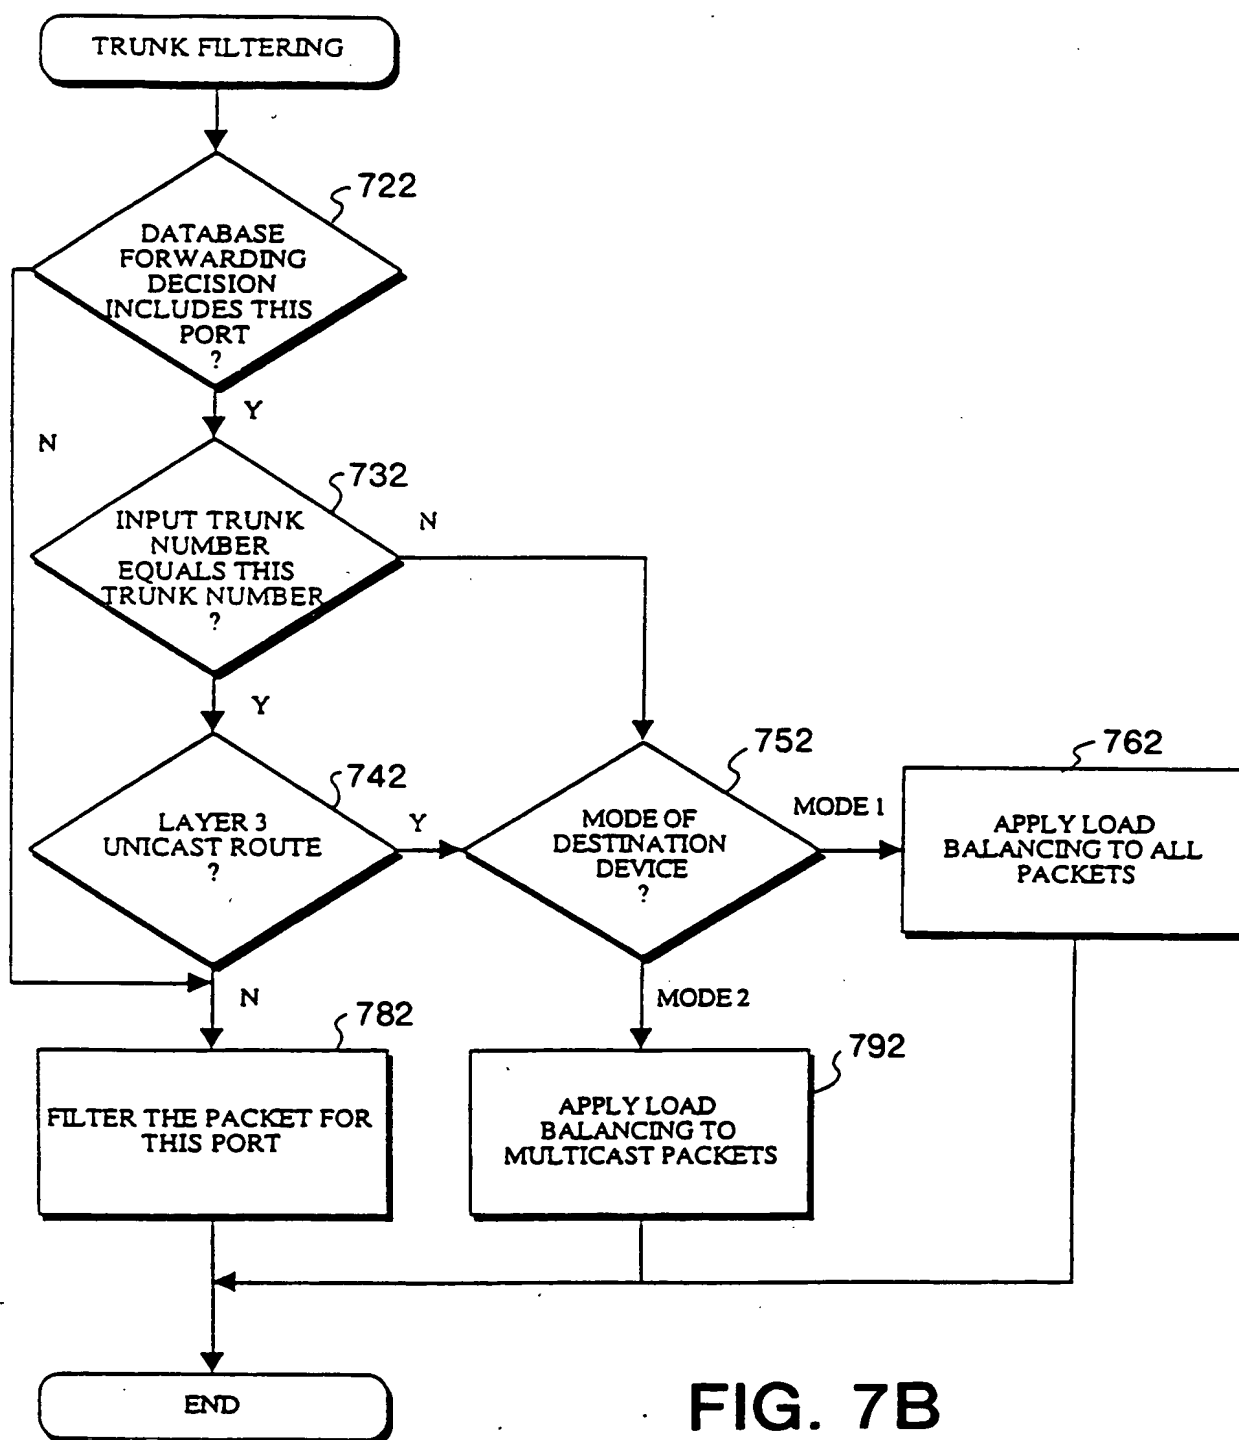 TRUNK FILTERING
722
DATABASE
FORWARDING
DECISION
INCLUDES THIS
PORT
?
Y
N
732
INPUT TRUNK
NUMBER
EQUALS THIS
TRUNK NUMBER
?
N
Y
742
LAYER 3
UNICAST ROUTE
?
Y
N
752
MODE OF
DESTINATION
DEVICE
?
MODE 1
MODE 2
762
APPLY LOAD
BALANCING TO ALL
PACKETS
782
FILTER THE PACKET FOR
THIS PORT
792
APPLY LOAD
BALANCING TO
MULTICAST PACKETS
END
FIG. 7B